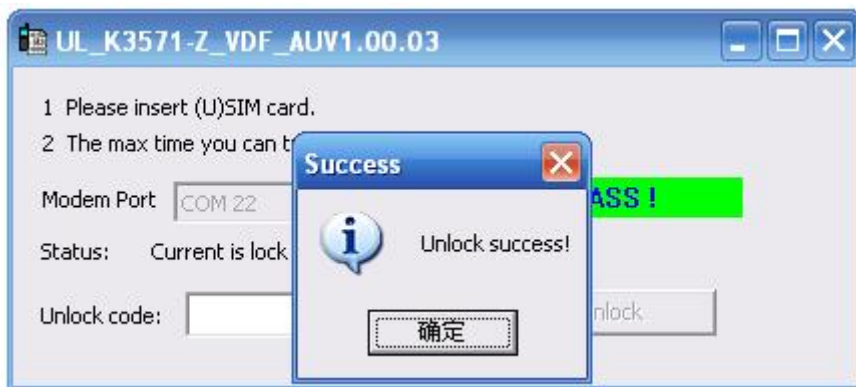 UL_K3571-Z_VDF_AUV1.00.03
1 Please insert (U)SIM card.
2 The max time you can
Success
Modem Port COM 22
ASS !
Status: Current is lock
Unlock success!
Unlock code:
nlock
确定